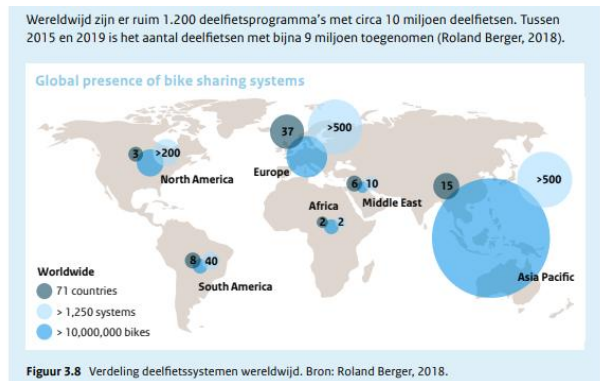 Wereldwijd zijn er ruim 1.200 deelfietsprogramma's met circa 10 miljoen deelfietsen. Tussen
2015 en 2019 is het aantal deelfietsen met bijna 9 miljoen toegenomen (Roland Berger, 2018).
Global presence of bike sharing systems
3 >200
North America
37 >500
Europe
6 10
Middle East
Africa
2 2
15 >500
Asia Pacific
8 40
South America
Worldwide
71 countries
> 1,250 systems
> 10,000,000 bikes
Figuur 3.8 Verdeling deelfietssystemen wereldwijd. Bron: Roland Berger, 2018.